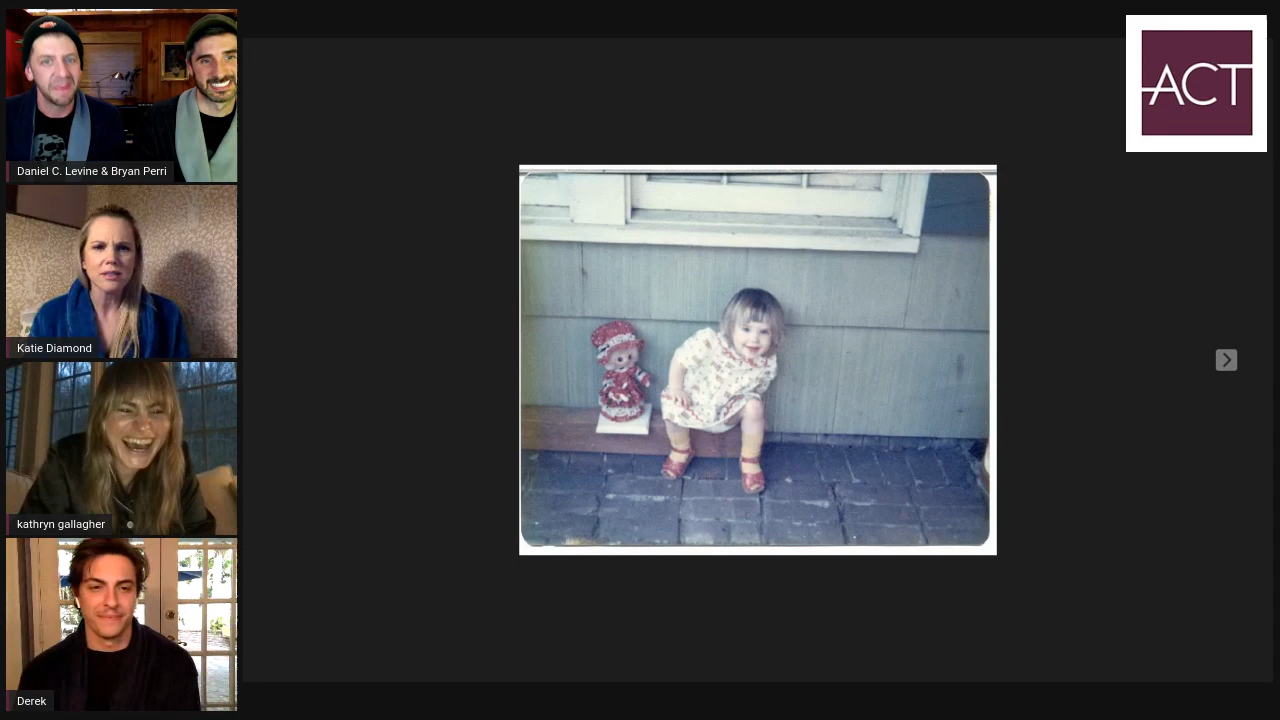 Daniel C. Levine & Bryan Perri
Katie Diamond
kathryn gallagher
Derek
ACT